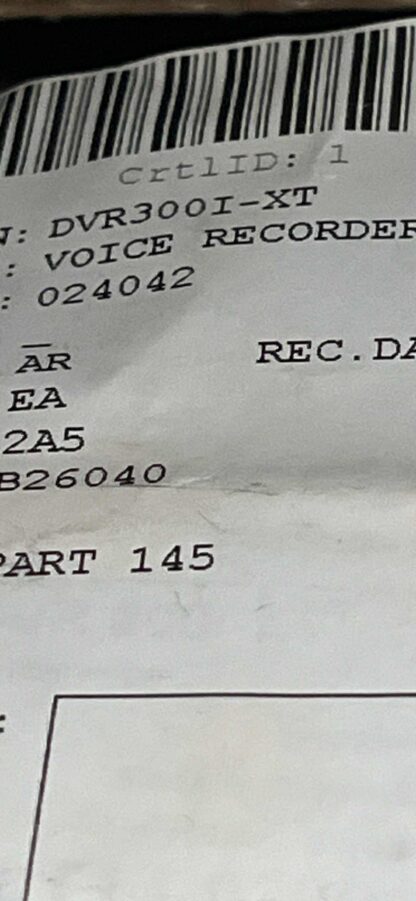 CrtlID: 1
N: DVR300I-XT
: VOICE RECORDER
: 024042
AR REC.DA
EA
2A5
B26040
PART 145
: